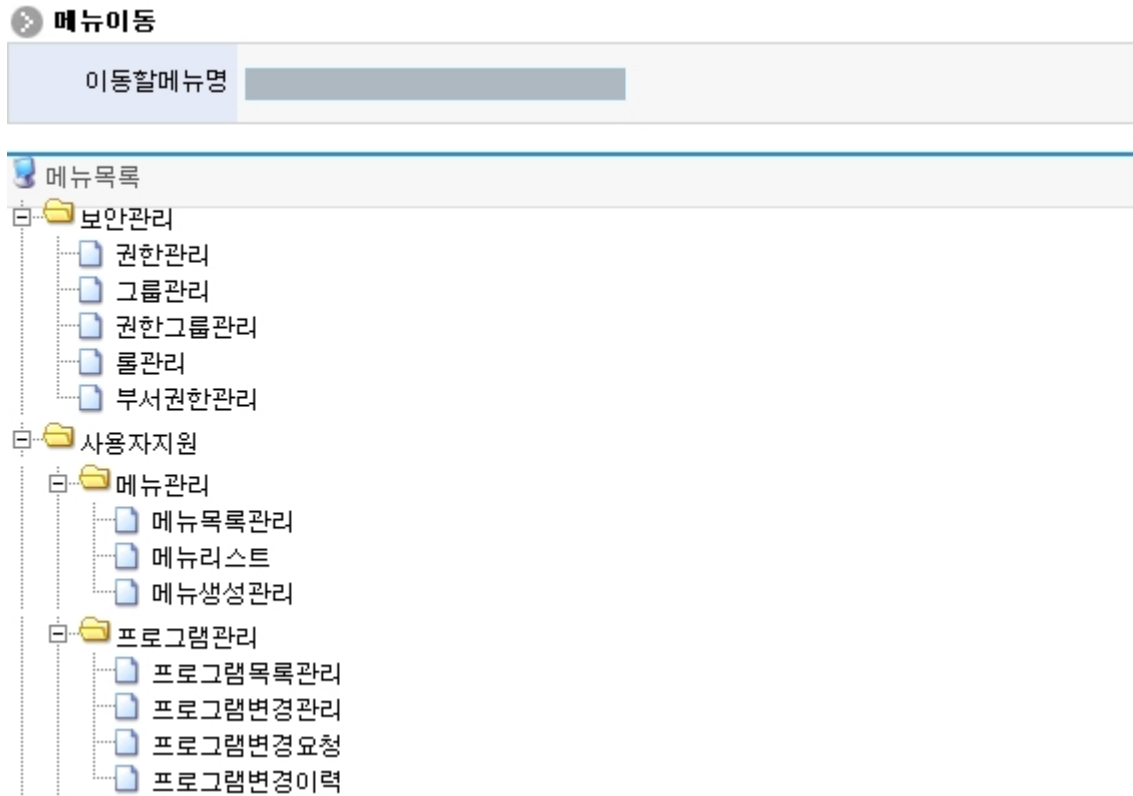 메뉴이동
이동할메뉴명
메뉴목록
보안관리
권한관리
그룹관리
권한그룹관리
롤관리
부서권한관리
사용자지원
메뉴관리
메뉴목록관리
메뉴리스트
메뉴생성관리
프로그램관리
프로그램목록관리
프로그램변경관리
프로그램변경요청
프로그램변경이력